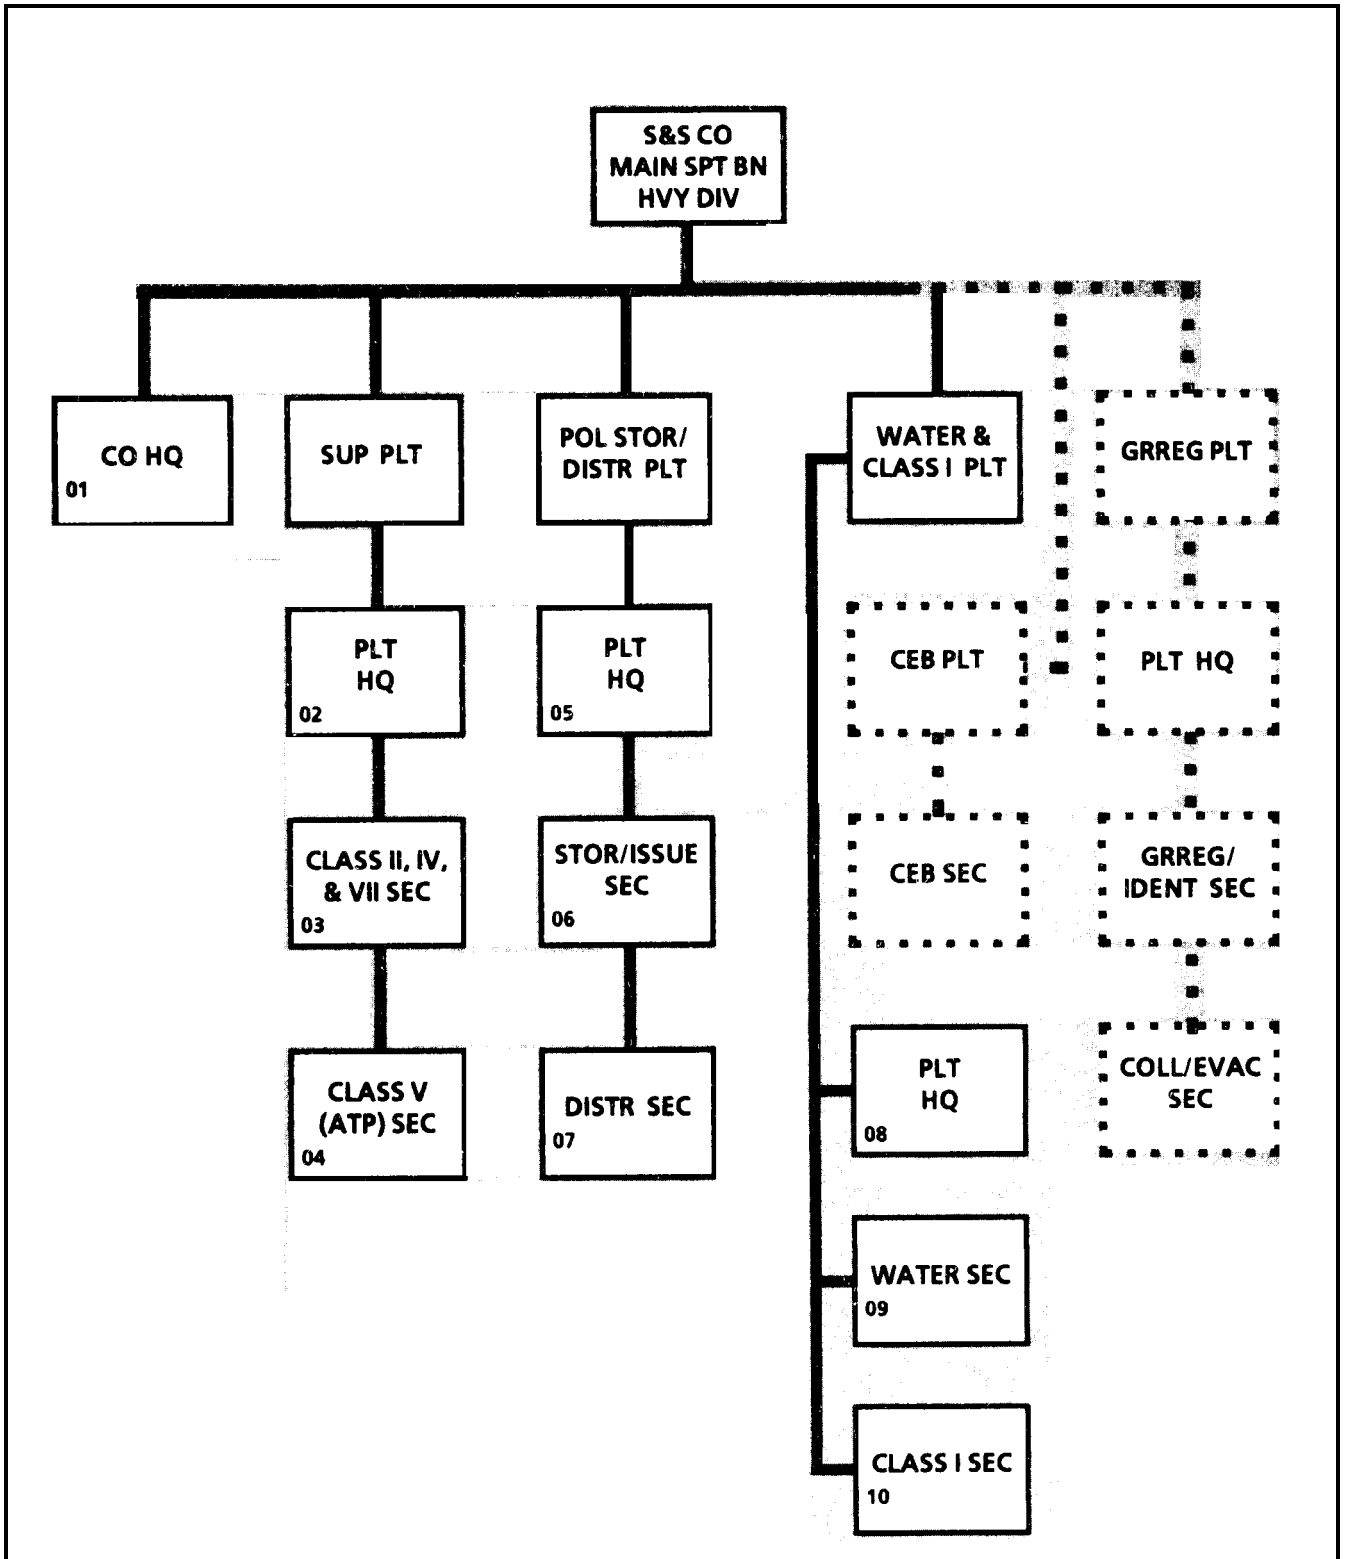 S&S CO
MAIN SPT BN
HVY DIV
CO HQ
01
SUP PLT
POL STOR/
DISTR PLT
WATER &
CLASS I PLT
GRREG PLT
PLT
HQ
02
PLT
HQ
05
CEB PLT
PLT HQ
CLASS II, IV,
& VII SEC
03
STOR/ISSUE
SEC
06
CEB SEC
GRREG/
IDENT SEC
CLASS V
(ATP) SEC
04
DISTR SEC
07
PLT
HQ
08
COLL/EVAC
SEC
WATER SEC
09
CLASS I SEC
10